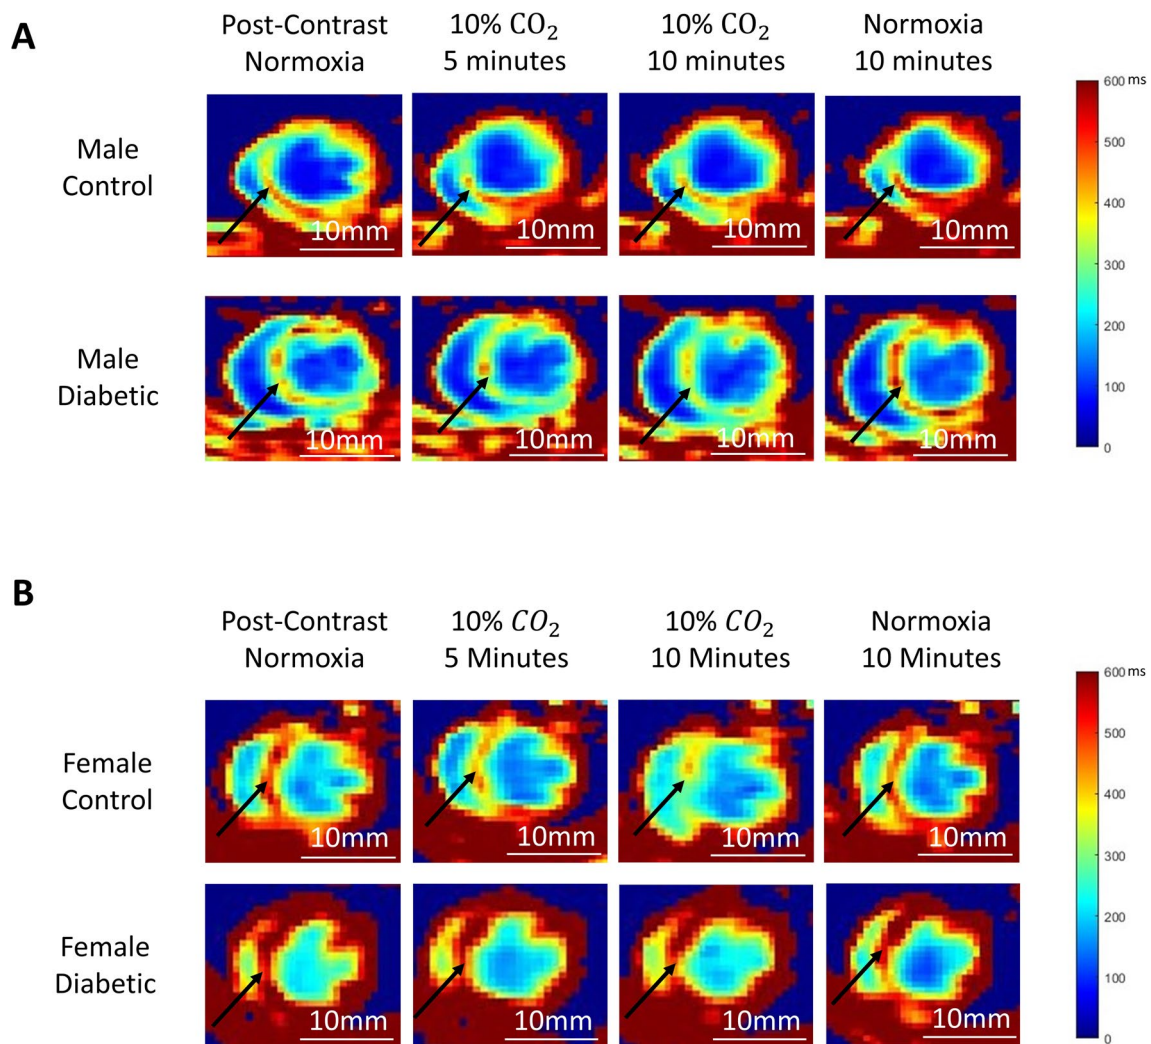 A
Post-Contrast
Normoxia
10% CO₂
5 minutes
10% CO₂
10 minutes
Normoxia
10 minutes
Male
Control
10mm
10mm
10mm
10mm
Male
Diabetic
10mm
10mm
10mm
10mm
600 ms
500
400
300
200
100
0
B
Post-Contrast
Normoxia
10% CO₂
5 Minutes
10% CO₂
10 Minutes
Normoxia
10 Minutes
Female
Control
10mm
10mm
10mm
10mm
Female
Diabetic
10mm
10mm
10mm
10mm
600 ms
500
400
300
200
100
0